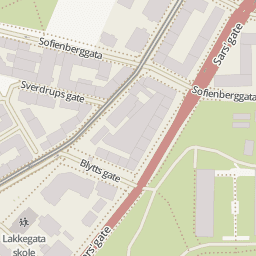 Sofienberggata
Sars' gate
Sverdrups gate
Sofienberggata
Blytts gate
Lakkegata
skole
Sars' gate